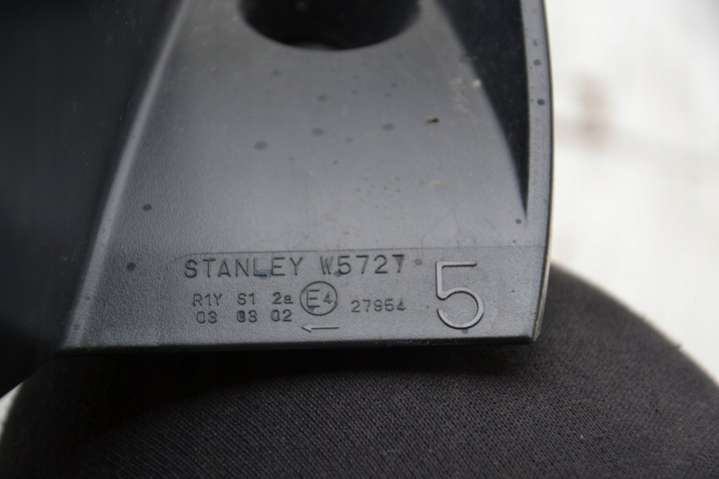 STANLEY W5727
5
R1Y S1 2a E4 27954
03 03 02 ←